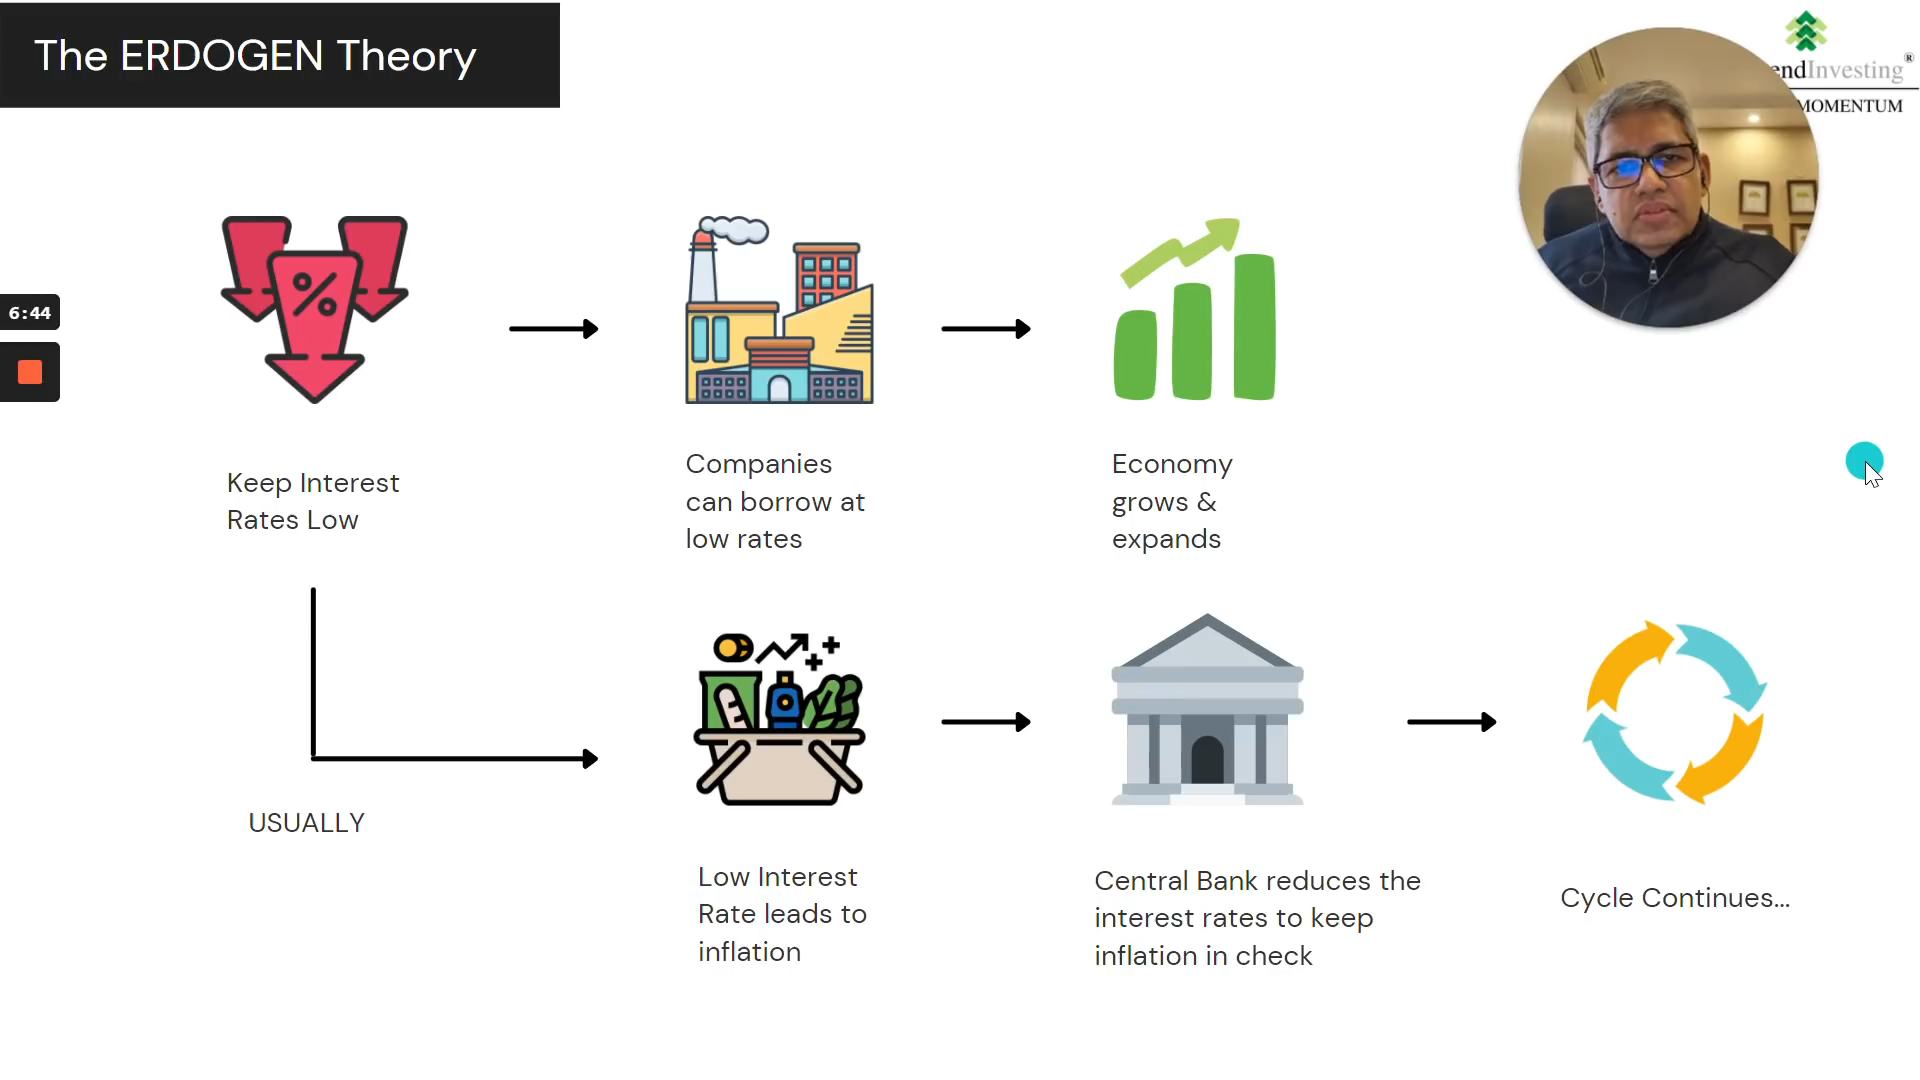 The ERDOGEN Theory
endInvesting®
MOMENTUM
6:44
%
Keep Interest
Rates Low
Companies
can borrow at
low rates
Economy
grows &
expands
USUALLY
Low Interest
Rate leads to
inflation
Central Bank reduces the
interest rates to keep
inflation in check
Cycle Continues...